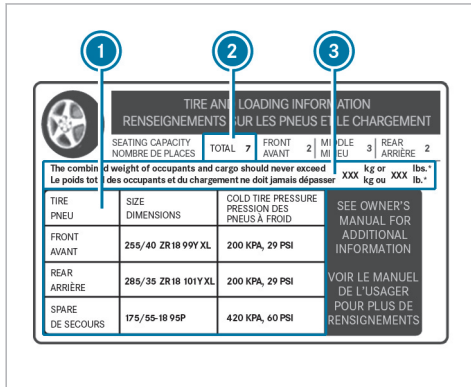 1
2
3
TIRE AND LOADING INFORMATION
RENSEIGNEMENTS SUR LES PNEUS ET LE CHARGEMENT
SEATING CAPACITY
NOMBRE DE PLACES
TOTAL 7
FRONT
AVANT
2
MIDDLE
MILIEU
3
REAR
ARRIÈRE
2
The combined weight of occupants and cargo should never exceed XXX kg or XXX lbs.*
Le poids total des occupants et du chargement ne doit jamais dépasser XXX kg ou XXX lb.*
TIRE
PNEU
SIZE
DIMENSIONS
COLD TIRE PRESSURE
PRESSION DES
PNEUS À FROID
FRONT
AVANT
255/40 ZR18 99Y XL
200 KPA, 29 PSI
REAR
ARRIÈRE
285/35 ZR18 101Y XL
200 KPA, 29 PSI
SPARE
DE SECOURS
175/55-18 95P
420 KPA, 60 PSI
SEE OWNER'S
MANUAL FOR
ADDITIONAL
INFORMATION
VOIR LE MANUEL
DE L'USAGER
POUR PLUS DE
RENSIGNEMENTS